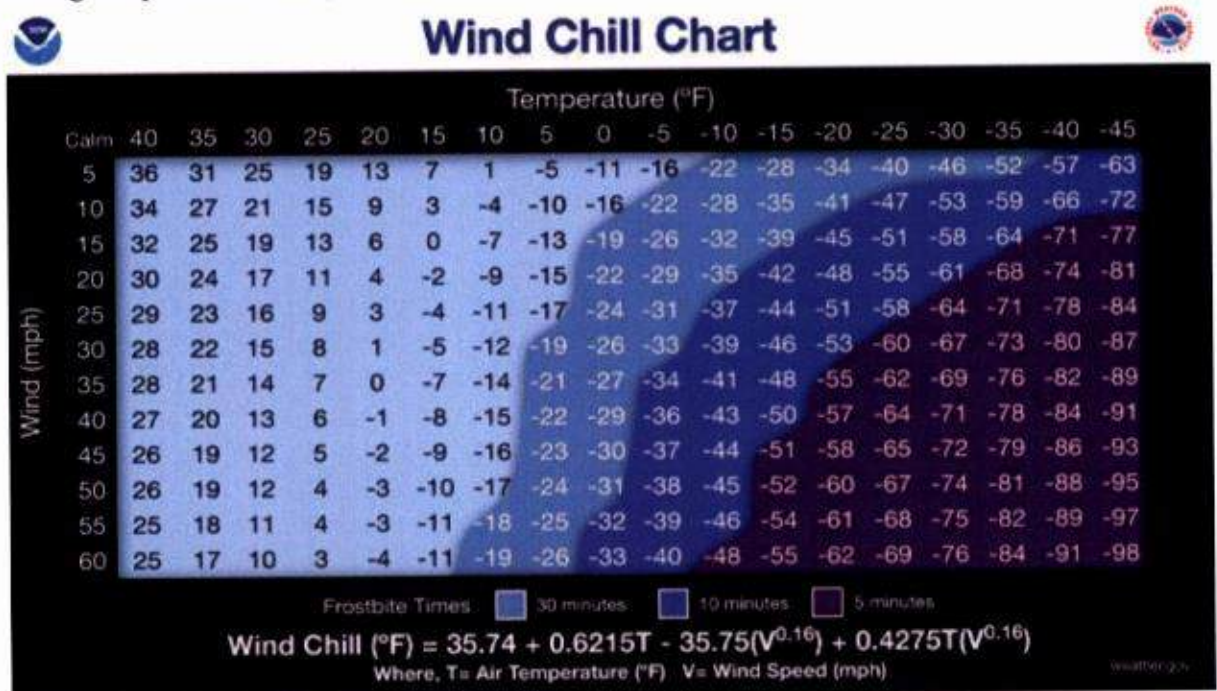 Wind Chill Chart
Temperature (°F)
Calm 40 35 30 25 20 15 10 5 0 -5 -10 -15 -20 -25 -30 -35 -40 -45
5 36 31 25 19 13 7 1 -5 -11 -16 -22 -28 -34 -40 -46 -52 -57 -63
10 34 27 21 15 9 3 -4 -10 -16 -22 -28 -35 -41 -47 -53 -59 -66 -72
15 32 25 19 13 6 0 -7 -13 -19 -26 -32 -39 -45 -51 -58 -64 -71 -77
20 30 24 17 11 4 -2 -9 -15 -22 -29 -35 -42 -48 -55 -61 -68 -74 -81
25 29 23 16 9 3 -4 -11 -17 -24 -31 -37 -44 -51 -58 -64 -71 -78 -84
30 28 22 15 8 1 -5 -12 -19 -26 -33 -39 -46 -53 -60 -67 -73 -80 -87
35 28 21 14 7 0 -7 -14 -21 -27 -34 -41 -48 -55 -62 -69 -76 -82 -89
40 27 20 13 6 -1 -8 -15 -22 -29 -36 -43 -50 -57 -64 -71 -78 -84 -91
45 26 19 12 5 -2 -9 -16 -23 -30 -37 -44 -51 -58 -65 -72 -79 -86 -93
50 26 19 12 4 -3 -10 -17 -24 -31 -38 -45 -52 -60 -67 -74 -81 -88 -95
55 25 18 11 4 -3 -11 -18 -25 -32 -39 -46 -54 -61 -68 -75 -82 -89 -97
60 25 17 10 3 -4 -11 -19 -26 -33 -40 -48 -55 -62 -69 -76 -84 -91 -98
Wind (mph)
Frostbite Times 30 minutes 10 minutes 5 minutes
Wind Chill (°F) = 35.74 + 0.6215T - 35.75(V^0.16) + 0.4275T(V^0.16)
Where, T= Air Temperature (°F) V= Wind Speed (mph)
weather.gov